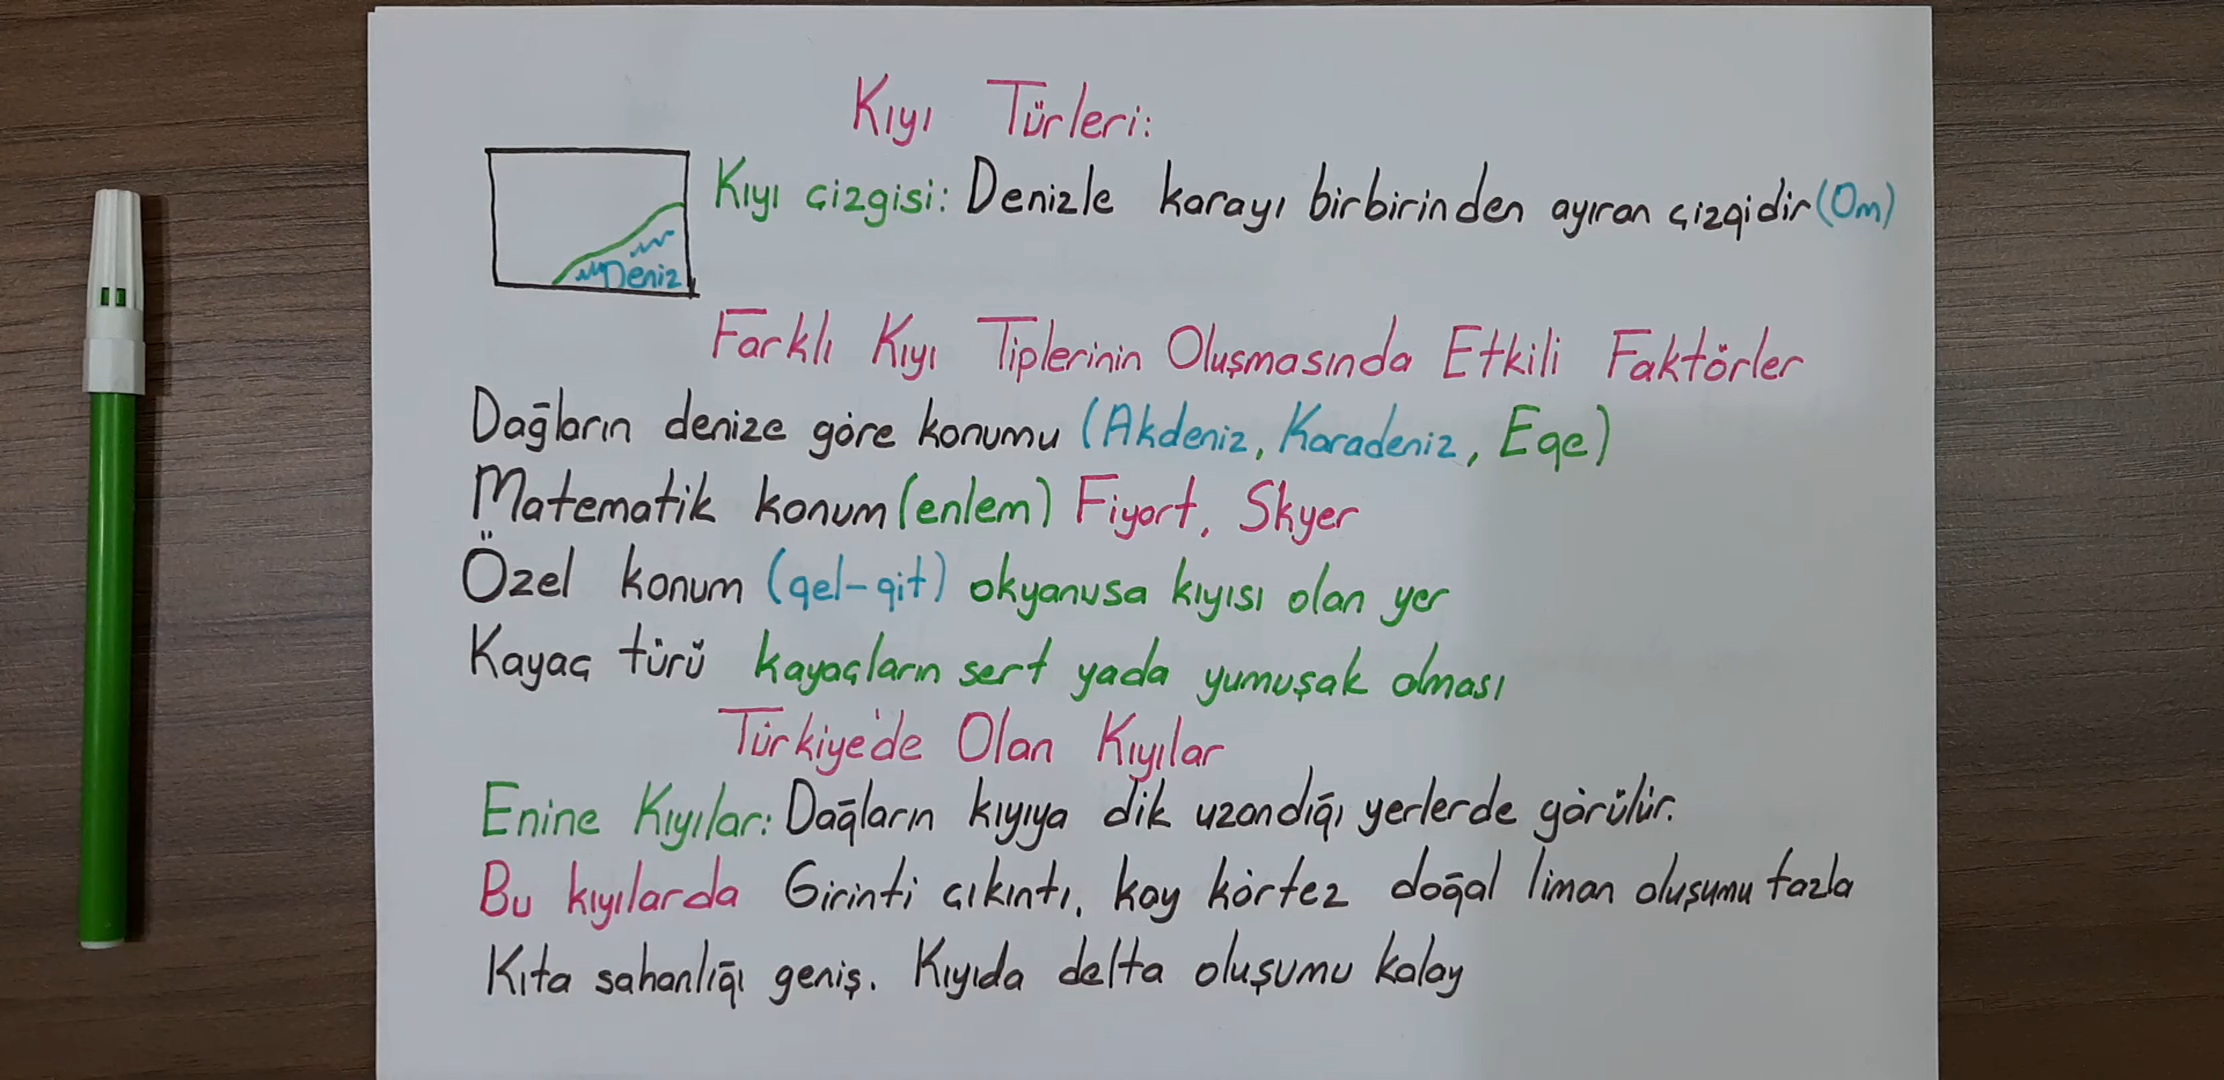 Kıyı Türleri:
Kıyı çizgisi: Denizle karayı birbirinden ayıran çizgidir (0m)
Deniz
Farklı Kıyı Tiplerinin Oluşmasında Etkili Faktörler
Dağların denize göre konumu (Akdeniz, Karadeniz, Ege)
Matematik konum (enlem) Fiyort, Skyer
Özel konum (gel-git) okyanusa kıyısı olan yer
Kayaç türü kayaçların sert yada yumuşak olması
Türkiye'de Olan Kıyılar
Enine Kıyılar: Dağların kıyıya dik uzandığı yerlerde görülür.
Bu kıyılarda Girinti çıkıntı, koy körfez doğal liman oluşumu fazla
Kıta sahanlığı geniş. Kıyıda delta oluşumu kolay